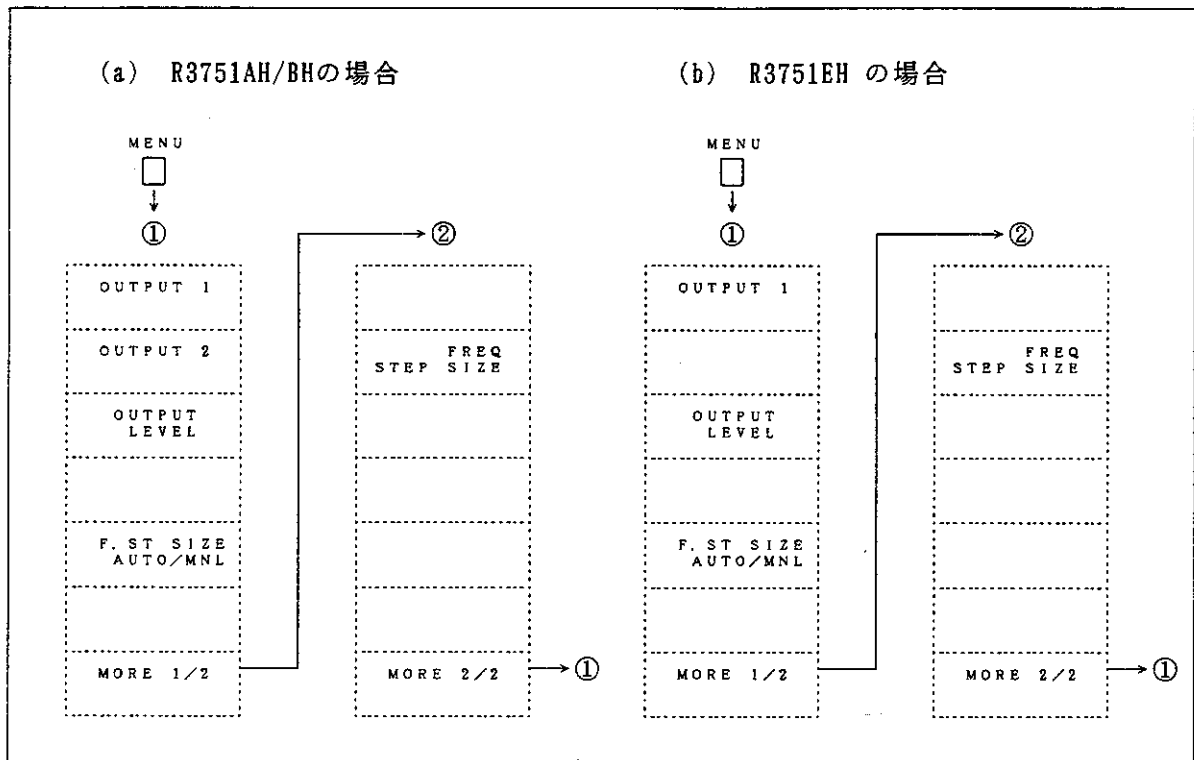 (a) R3751AH/BHの場合
MENU
①
OUTPUT 1
OUTPUT 2
OUTPUT
LEVEL
F. ST SIZE
AUTO/MNL
MORE 1/2
②
FREQ
STEP SIZE
MORE 2/2
①
(b) R3751EH の場合
MENU
①
OUTPUT 1
OUTPUT
LEVEL
F. ST SIZE
AUTO/MNL
MORE 1/2
②
FREQ
STEP SIZE
MORE 2/2
①